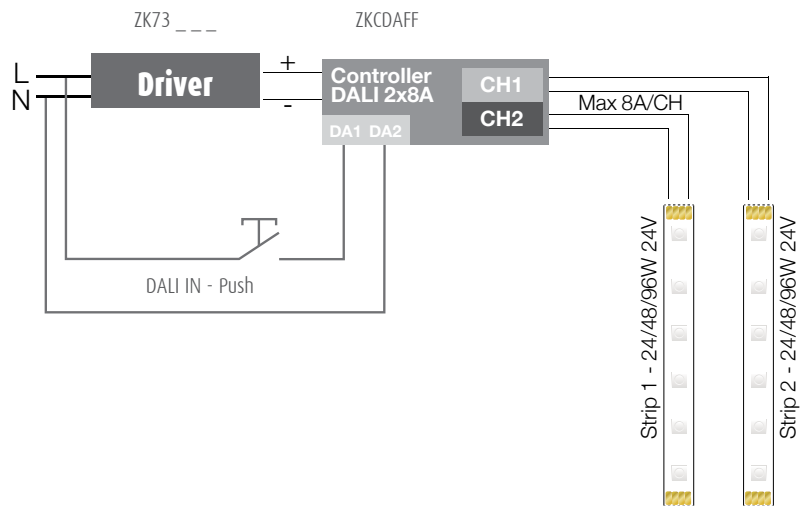 ZK73 _ _ _
ZKCDAFF
L
N
Driver
+
-
Controller
DALI 2x8A
CH1
CH2
DA1 DA2
Max 8A/CH
DALI IN - Push
Strip 1 - 24/48/96W 24V
Strip 2 - 24/48/96W 24V